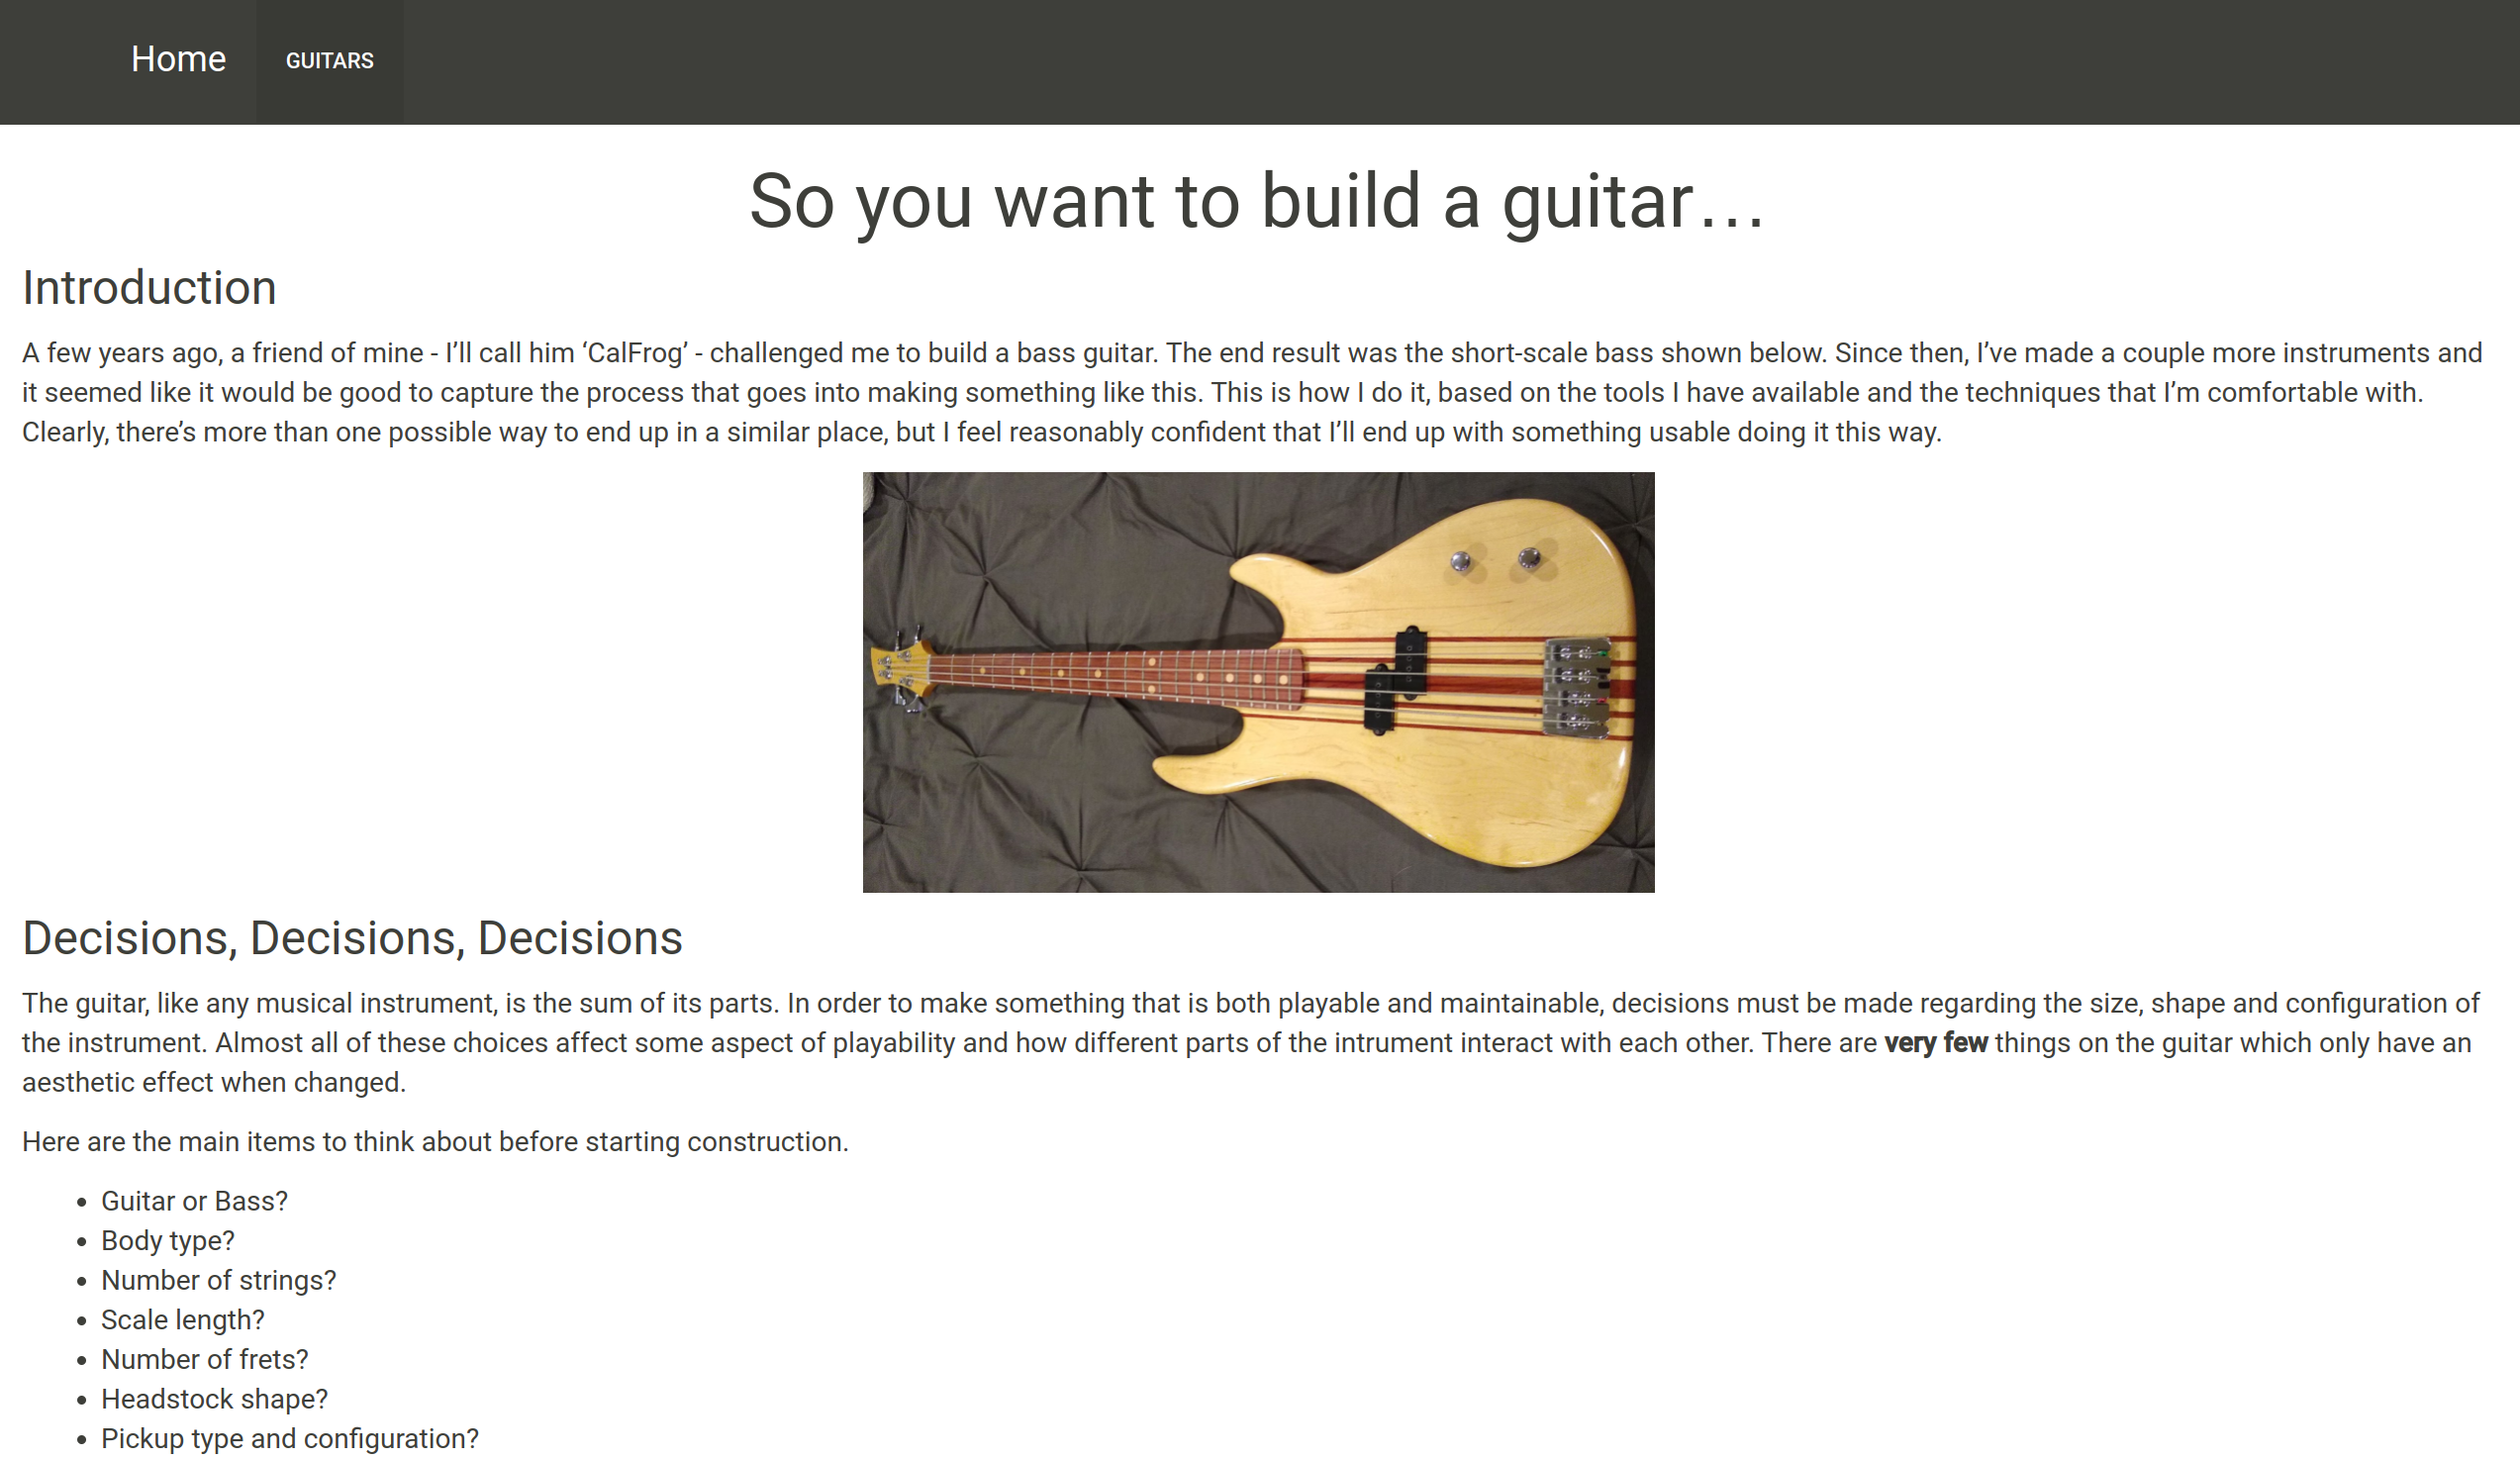 Home GUITARS
So you want to build a guitar…
Introduction
A few years ago, a friend of mine - I’ll call him ‘CalFrog’ - challenged me to build a bass guitar. The end result was the short-scale bass shown below. Since then, I’ve made a couple more instruments and
it seemed like it would be good to capture the process that goes into making something like this. This is how I do it, based on the tools I have available and the techniques that I’m comfortable with.
Clearly, there’s more than one possible way to end up in a similar place, but I feel reasonably confident that I’ll end up with something usable doing it this way.
Decisions, Decisions, Decisions
The guitar, like any musical instrument, is the sum of its parts. In order to make something that is both playable and maintainable, decisions must be made regarding the size, shape and configuration of
the instrument. Almost all of these choices affect some aspect of playability and how different parts of the intrument interact with each other. There are very few things on the guitar which only have an
aesthetic effect when changed.
Here are the main items to think about before starting construction.
• Guitar or Bass?
• Body type?
• Number of strings?
• Scale length?
• Number of frets?
• Headstock shape?
• Pickup type and configuration?